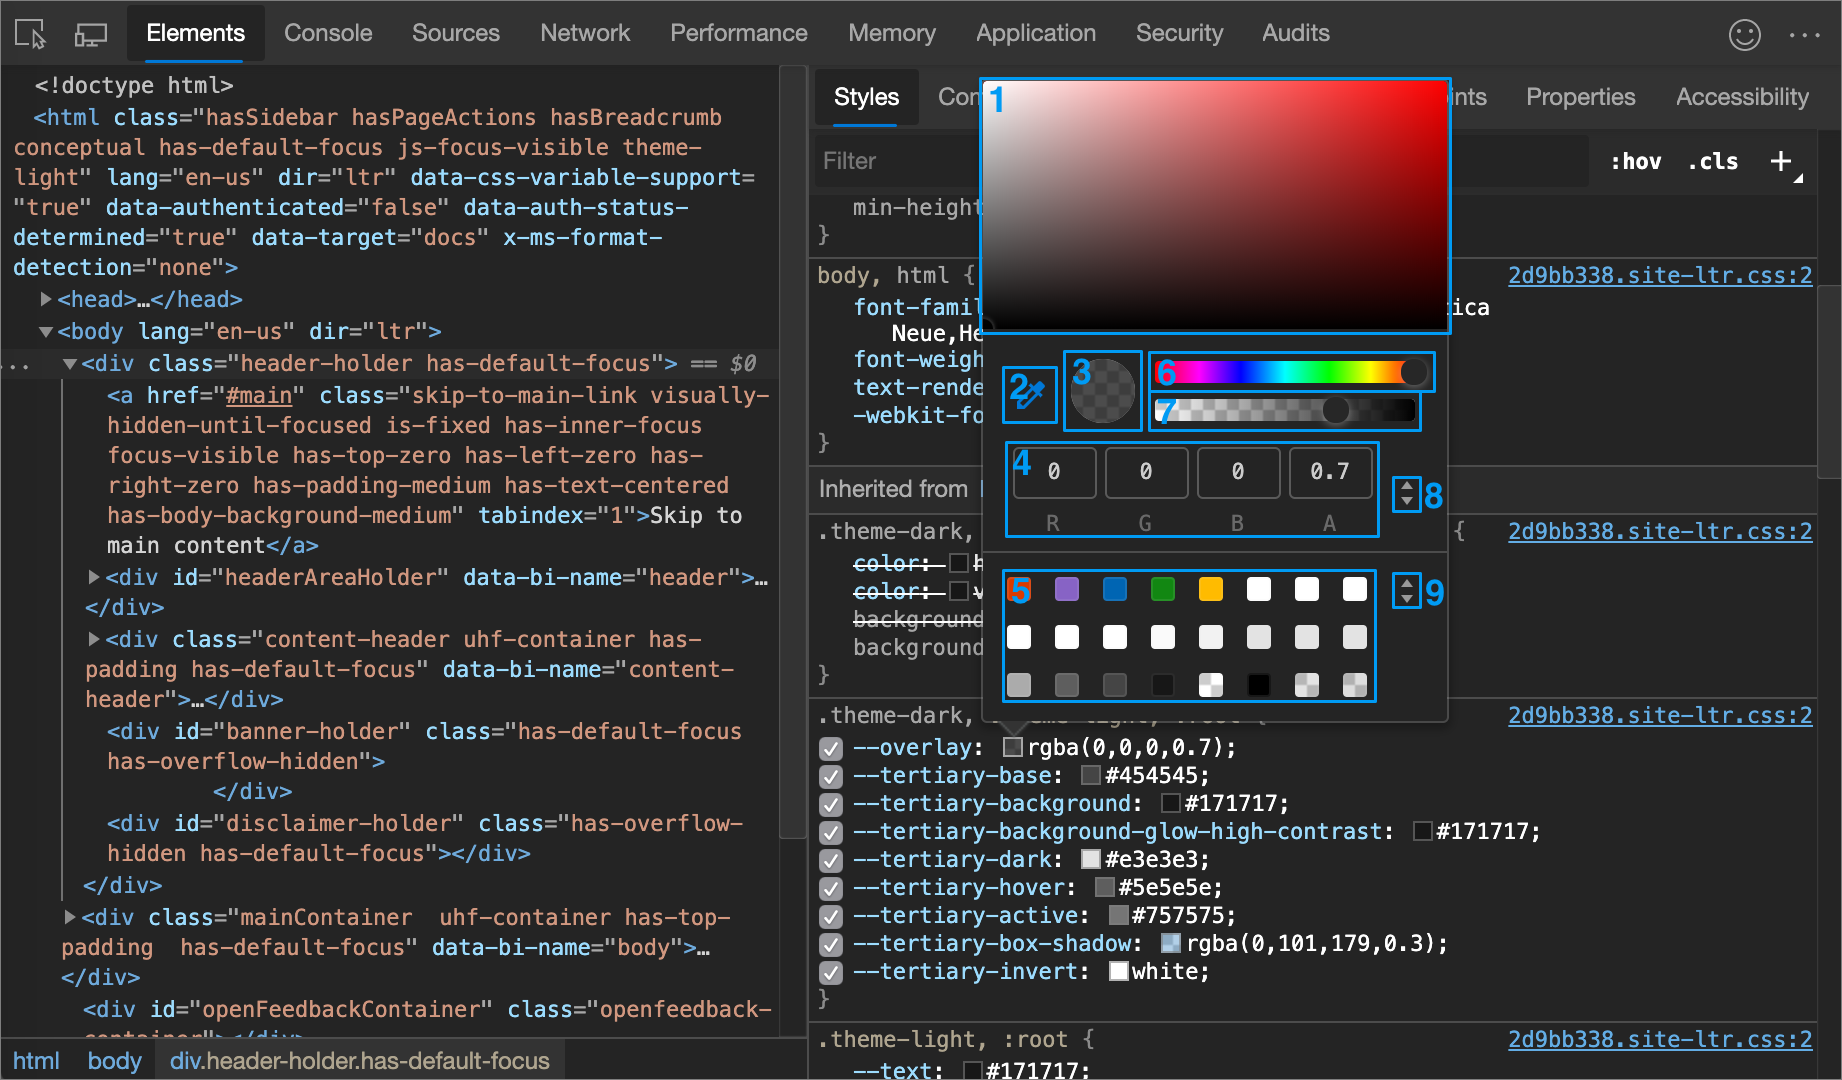 Elements Console Sources Network Performance Memory Application Security Audits
<!doctype html>
<html class="hasSidebar hasPageActions hasBreadcrumb
conceptual has-default-focus js-focus-visible theme-
light" lang="en-us" dir="ltr" data-css-variable-support=
"true" data-authenticated="false" data-auth-status-
determined="true" data-target="docs" x-ms-format-
detection="none">
<head>…</head>
<body lang="en-us" dir="ltr">
... <div class="header-holder has-default-focus"> == $0
<a href="#main" class="skip-to-main-link visually-
hidden-until-focused is-fixed has-inner-focus
focus-visible has-top-zero has-left-zero has-
right-zero has-padding-medium has-text-centered
has-body-background-medium" tabindex="1">Skip to
main content</a>
<div id="headerAreaHolder" data-bi-name="header">…
</div>
<div class="content-header uhf-container has-
padding has-default-focus" data-bi-name="content-
header">…</div>
<div id="banner-holder" class="has-default-focus
has-overflow-hidden">
</div>
<div id="disclaimer-holder" class="has-overflow-
hidden has-default-focus"></div>
</div>
<div class="mainContainer  uhf-container has-top-
padding  has-default-focus" data-bi-name="body">…
</div>
<div id="openFeedbackContainer" class="openfeedback-
container"></div>
html body div.header-holder.has-default-focus
Styles Con ints Properties Accessibility
Filter :hov .cls +
min-height
}
body, html { 2d9bb338.site-ltr.css:2
font-famil ica
Neue,He
font-weigh
text-rende
-webkit-fo
}
Inherited from
.theme-dark, { 2d9bb338.site-ltr.css:2
color: h
color: v
background
background
}
.theme-dark, .theme-light, :root { 2d9bb338.site-ltr.css:2
--overlay: rgba(0,0,0,0.7);
--tertiary-base: #454545;
--tertiary-background: #171717;
--tertiary-background-glow-high-contrast: #171717;
--tertiary-dark: #e3e3e3;
--tertiary-hover: #5e5e5e;
--tertiary-active: #757575;
--tertiary-box-shadow: rgba(0,101,179,0.3);
--tertiary-invert: white;
}
.theme-light, :root { 2d9bb338.site-ltr.css:2
--text: #171717;
1
2 3 6
7
4 0 0 0 0.7 8
R G B A
5 9